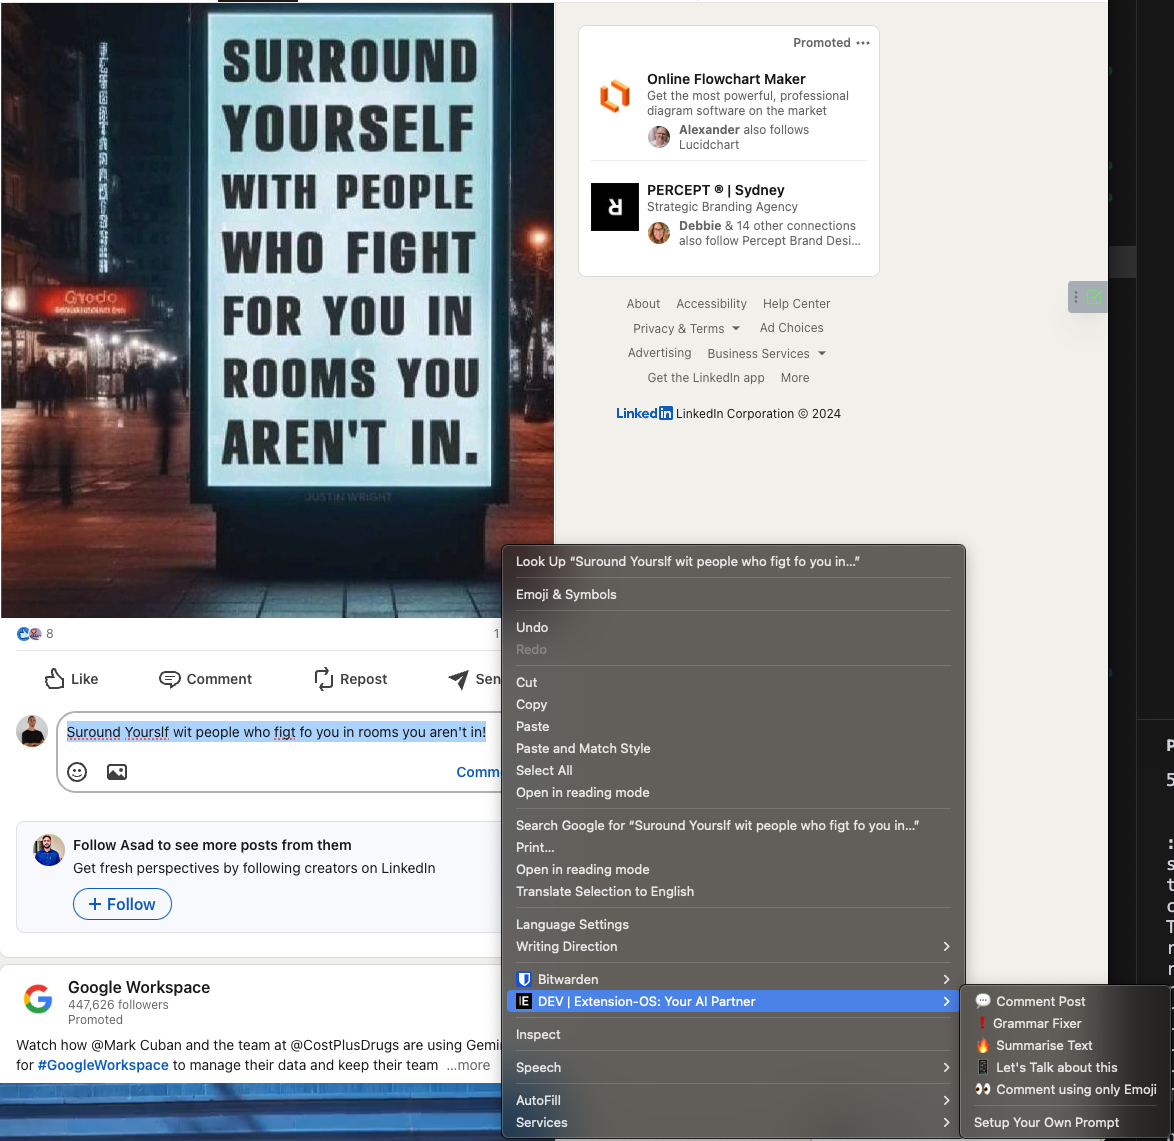 SURROUND
YOURSELF
WITH PEOPLE
WHO FIGHT
FOR YOU IN
ROOMS YOU
AREN'T IN.
JUSTIN WRIGHT
Grodo
8
1
Like
Comment
Repost
Sen
Suround Yourslf wit people who figt fo you in rooms you aren't in!
Comme
Follow Asad to see more posts from them
Get fresh perspectives by following creators on LinkedIn
+ Follow
Google Workspace
447,626 followers
Promoted
Watch how @Mark Cuban and the team at @CostPlusDrugs are using Gemi
for #GoogleWorkspace to manage their data and keep their team ...more
Promoted
Online Flowchart Maker
Get the most powerful, professional
diagram software on the market
Alexander also follows
Lucidchart
PERCEPT ® | Sydney
Strategic Branding Agency
Debbie & 14 other connections
also follow Percept Brand Desi...
About Accessibility Help Center
Privacy & Terms Ad Choices
Advertising Business Services
Get the LinkedIn app More
LinkedIn LinkedIn Corporation © 2024
Look Up “Suround Yourslf wit people who figt fo you in...”
Emoji & Symbols
Undo
Redo
Cut
Copy
Paste
Paste and Match Style
Select All
Open in reading mode
Search Google for “Suround Yourslf wit people who figt fo you in...”
Print...
Open in reading mode
Translate Selection to English
Language Settings
Writing Direction
Bitwarden
DEV | Extension-OS: Your AI Partner
Inspect
Speech
AutoFill
Services
Comment Post
Grammar Fixer
Summarise Text
Let's Talk about this
Comment using only Emoji
Setup Your Own Prompt